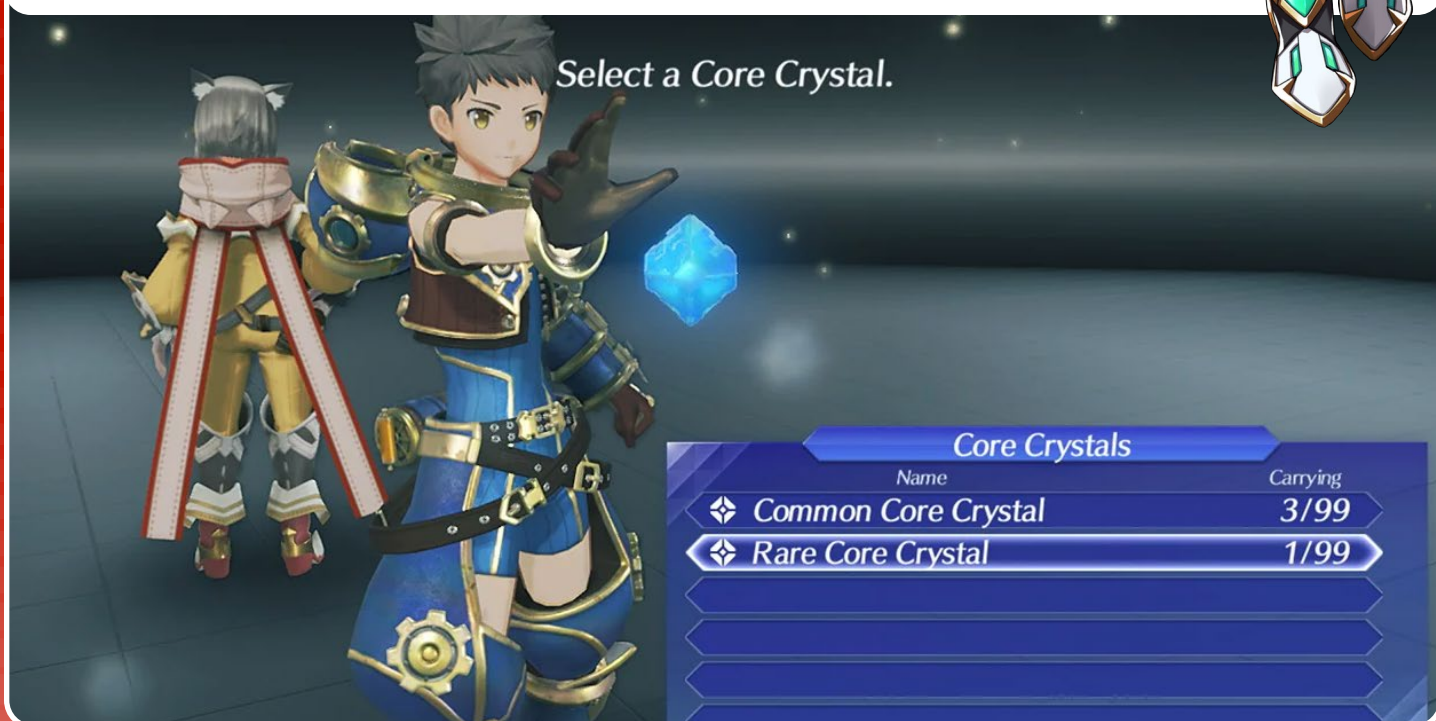 Select a Core Crystal.
Core Crystals
Name Carrying
Common Core Crystal 3/99
Rare Core Crystal 1/99